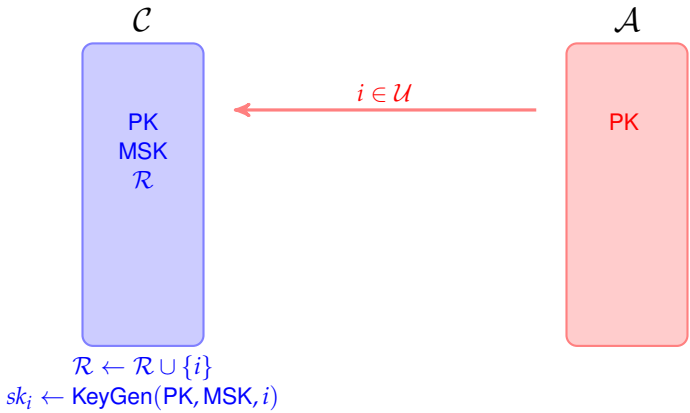 𝒞 𝒜
i ∈ 𝒰
PK PK
MSK
ℛ
ℛ ← ℛ ∪ {i}
skᵢ ← KeyGen(PK, MSK, i)